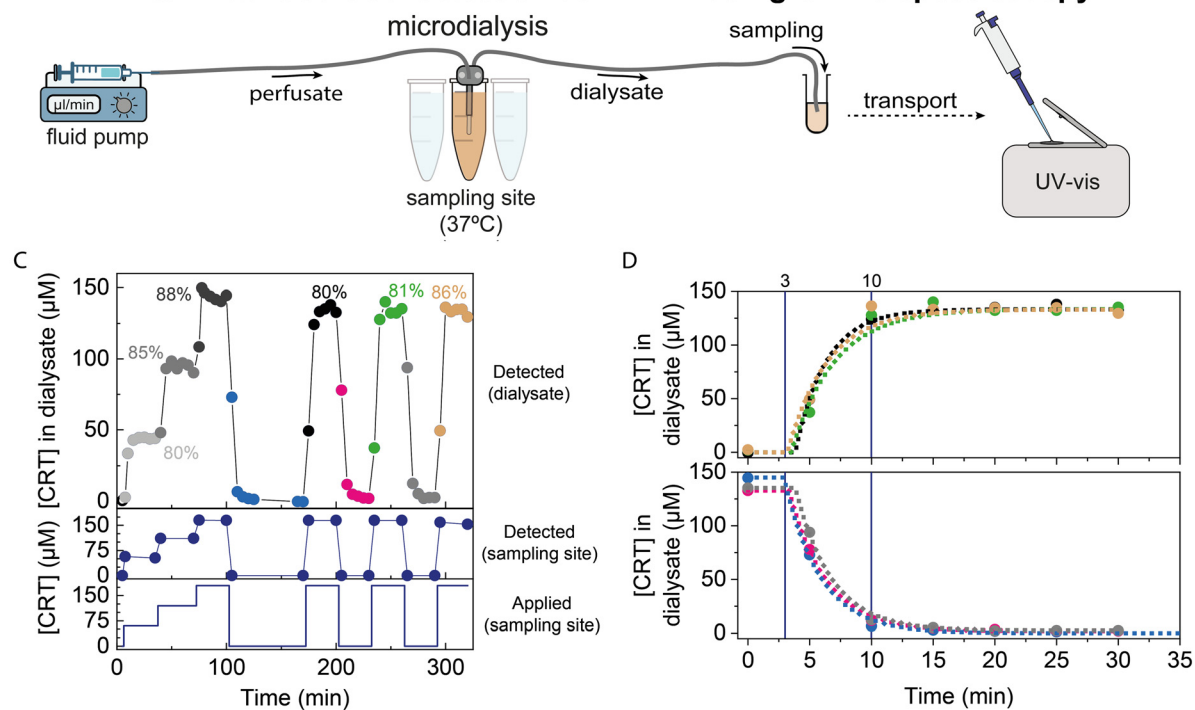 microdialysis
sampling
perfusate
dialysate
transport
µl/min
fluid pump
sampling site
(37ºC)
UV-vis
C
[CRT] in dialysate (µM)
150
100
50
0
88%
85%
80%
80%
81%
86%
Detected
(dialysate)
[CRT] (µM)
150
75
0
Detected
(sampling site)
150
75
0
Applied
(sampling site)
0
100
200
300
Time (min)
D
3
10
[CRT] in
dialysate (µM)
150
100
50
0
[CRT] in
dialysate (µM)
150
100
50
0
0
5
10
15
20
25
30
35
Time (min)